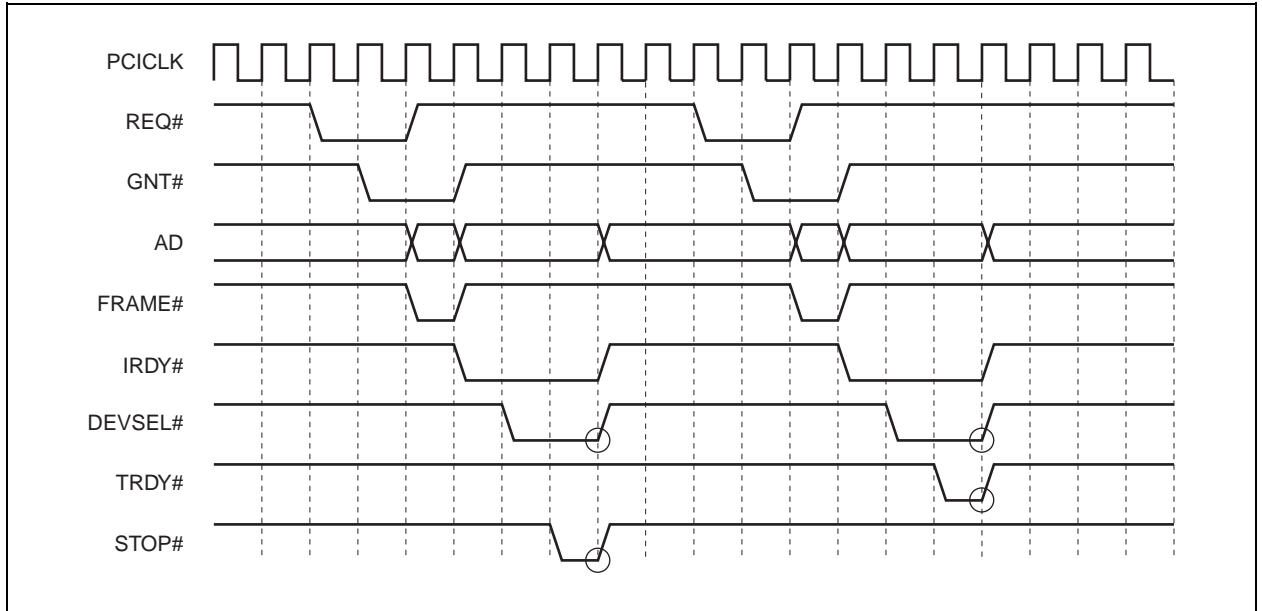 PCICLK
REQ#
GNT#
AD
FRAME#
IRDY#
DEVSEL#
TRDY#
STOP#